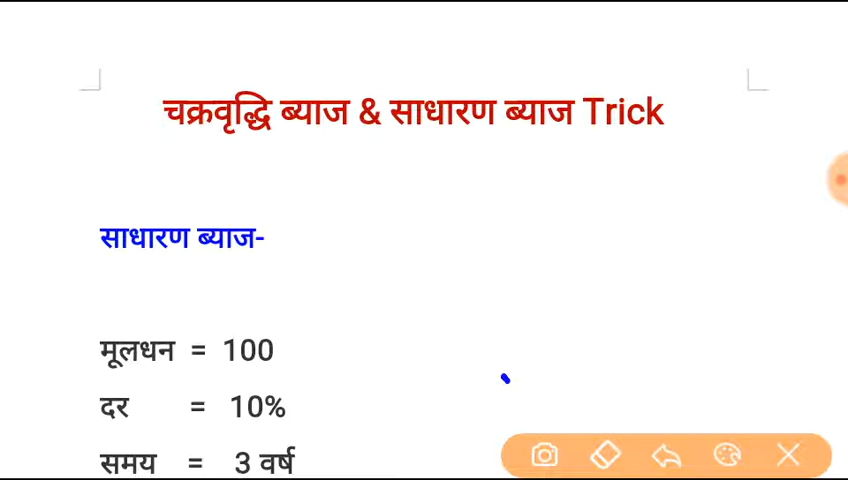 चक्रवृद्धि ब्याज & साधारण ब्याज Trick
साधारण ब्याज-
मूलधन = 100
दर = 10%
समय = 3 वर्ष